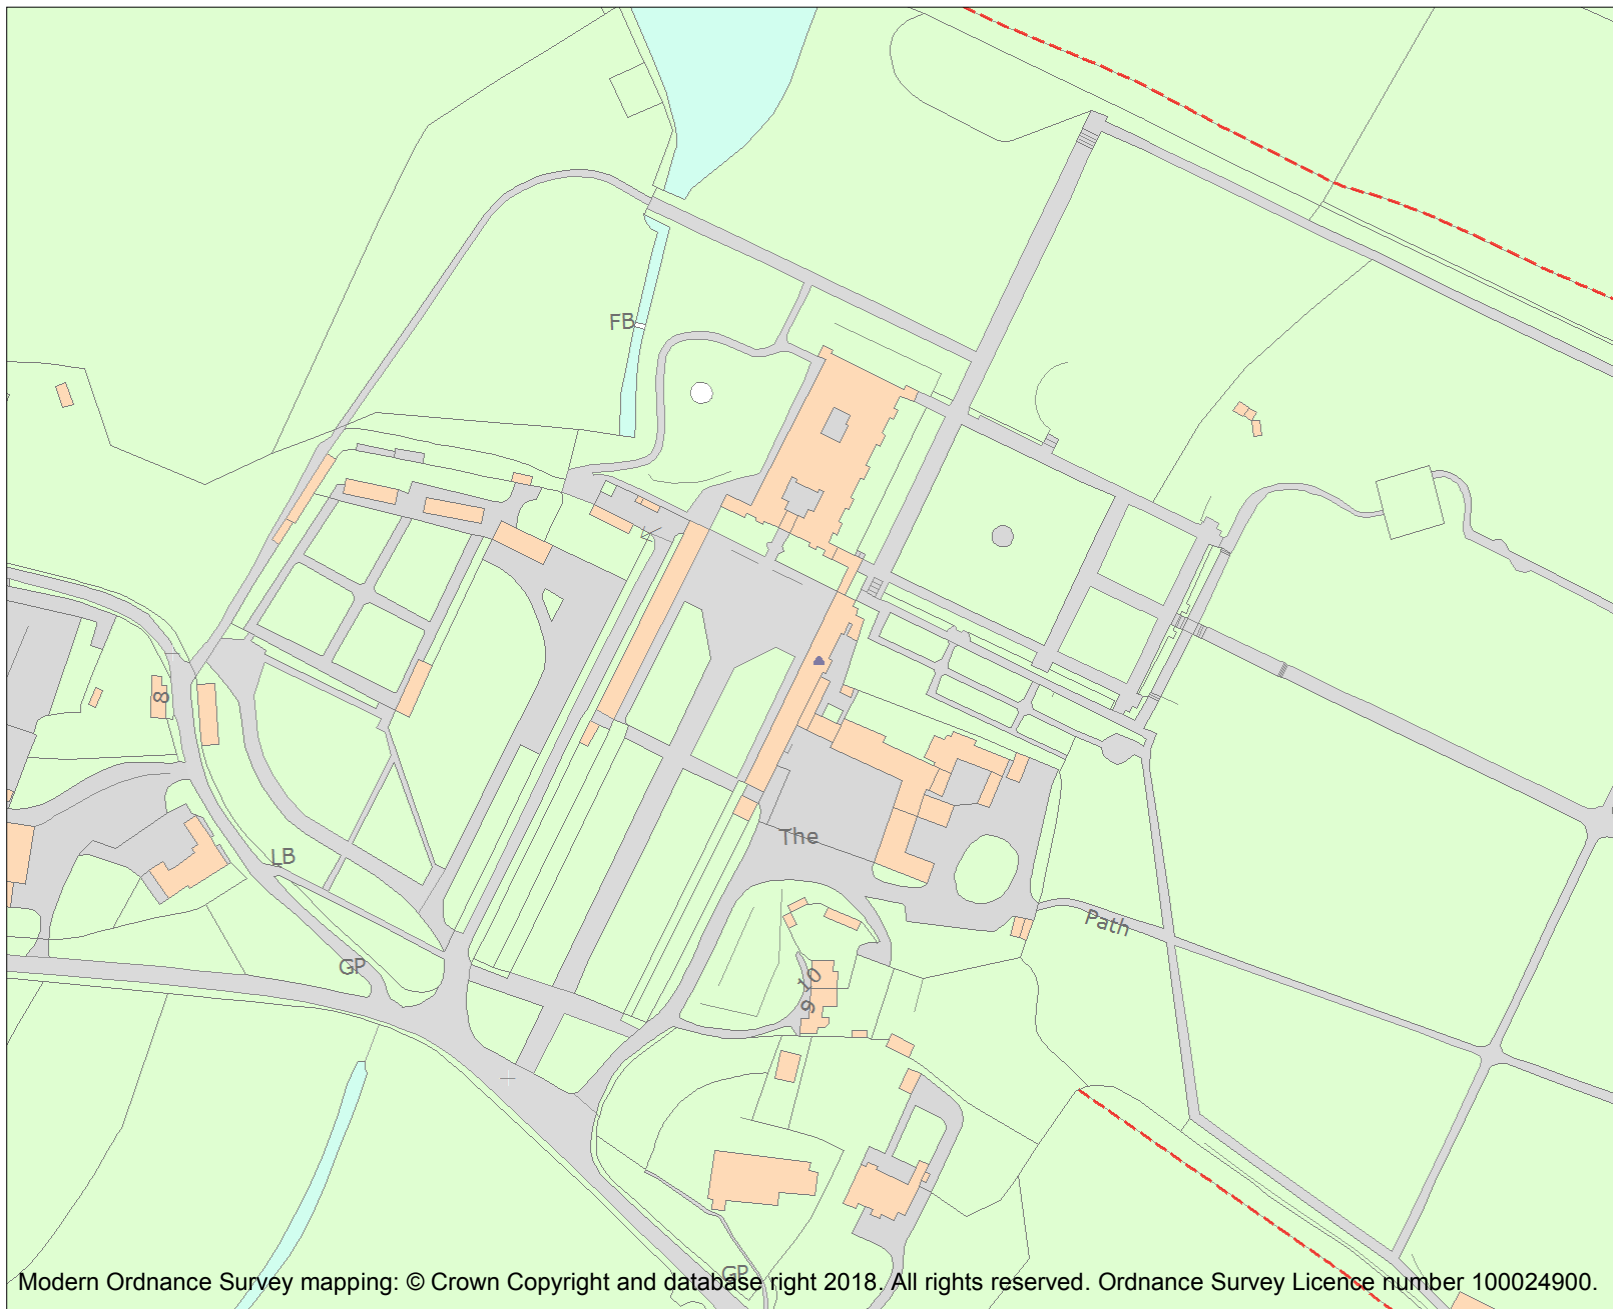 FB
8
The
LB
Path
GP
10
9
GP
Modern Ordnance Survey mapping: © Crown Copyright and database right 2018. All rights reserved. Ordnance Survey Licence number 100024900.